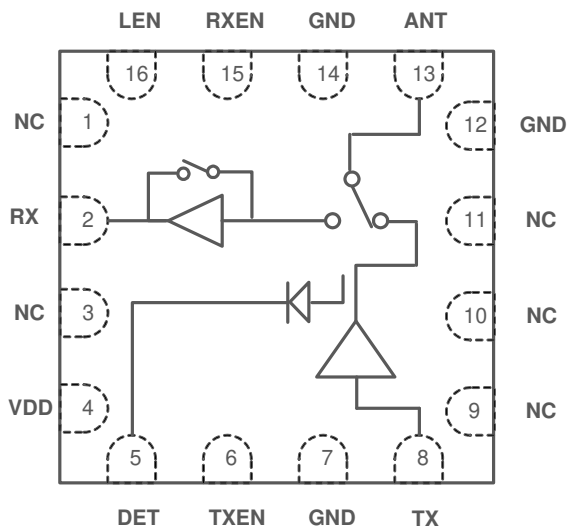 LEN RXEN GND ANT
16 15 14 13
NC 1 12 GND
RX 2 11 NC
NC 3 10 NC
VDD 4 9 NC
5 6 7 8
DET TXEN GND TX